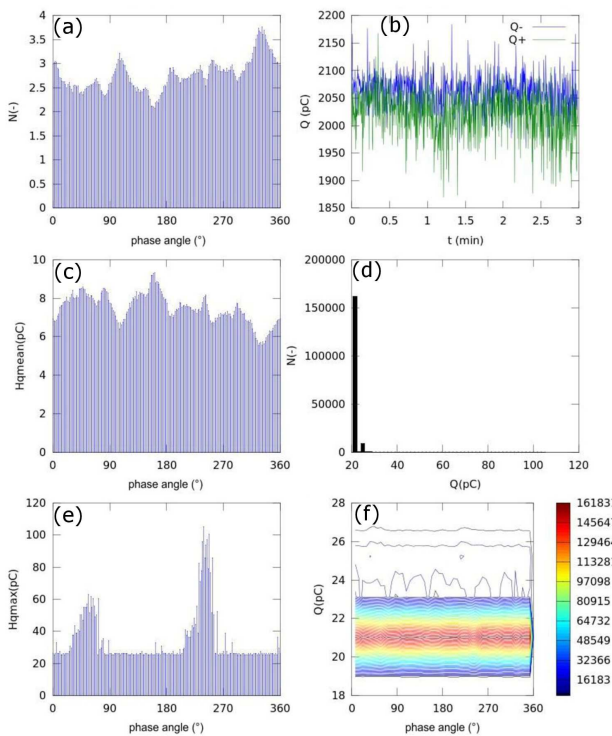 (a)
4
3.5
3
2.5
2
1.5
1
0.5
0
N(-)
0 90 180 270 360
phase angle (°)
(b)
Q-
Q+
2200
2150
2100
2050
2000
1950
1900
1850
Q (pC)
0 0.5 1 1.5 2 2.5 3
t (min)
(c)
10
8
6
4
2
0
Hqmean(pC)
0 90 180 270 360
phase angle (°)
(d)
200000
150000
100000
50000
0
N(-)
20 40 60 80 100 120
Q(pC)
(e)
120
100
80
60
40
20
0
Hqmax(pC)
0 90 180 270 360
phase angle (°)
(f)
28
26
24
22
20
18
Q(pC)
0 90 180 270 360
phase angle (°)
161831
145647
129464
97098
80915
48549
32366
16183